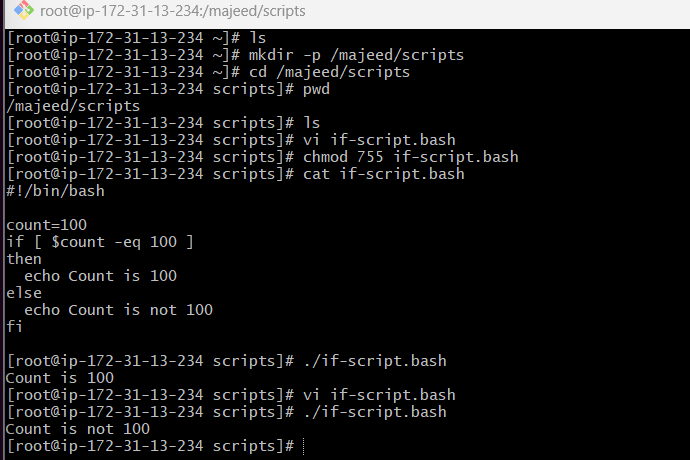 root@ip-172-31-13-234:/majeed/scripts
[root@ip-172-31-13-234 ~]# ls
[root@ip-172-31-13-234 ~]# mkdir -p /majeed/scripts
[root@ip-172-31-13-234 ~]# cd /majeed/scripts
[root@ip-172-31-13-234 scripts]# pwd
/majeed/scripts
[root@ip-172-31-13-234 scripts]# ls
[root@ip-172-31-13-234 scripts]# vi if-script.bash
[root@ip-172-31-13-234 scripts]# chmod 755 if-script.bash
[root@ip-172-31-13-234 scripts]# cat if-script.bash
#!/bin/bash

count=100
if [ $count -eq 100 ]
then
  echo Count is 100
else
  echo Count is not 100
fi

[root@ip-172-31-13-234 scripts]# ./if-script.bash
Count is 100
[root@ip-172-31-13-234 scripts]# vi if-script.bash
[root@ip-172-31-13-234 scripts]# ./if-script.bash
Count is not 100
[root@ip-172-31-13-234 scripts]#